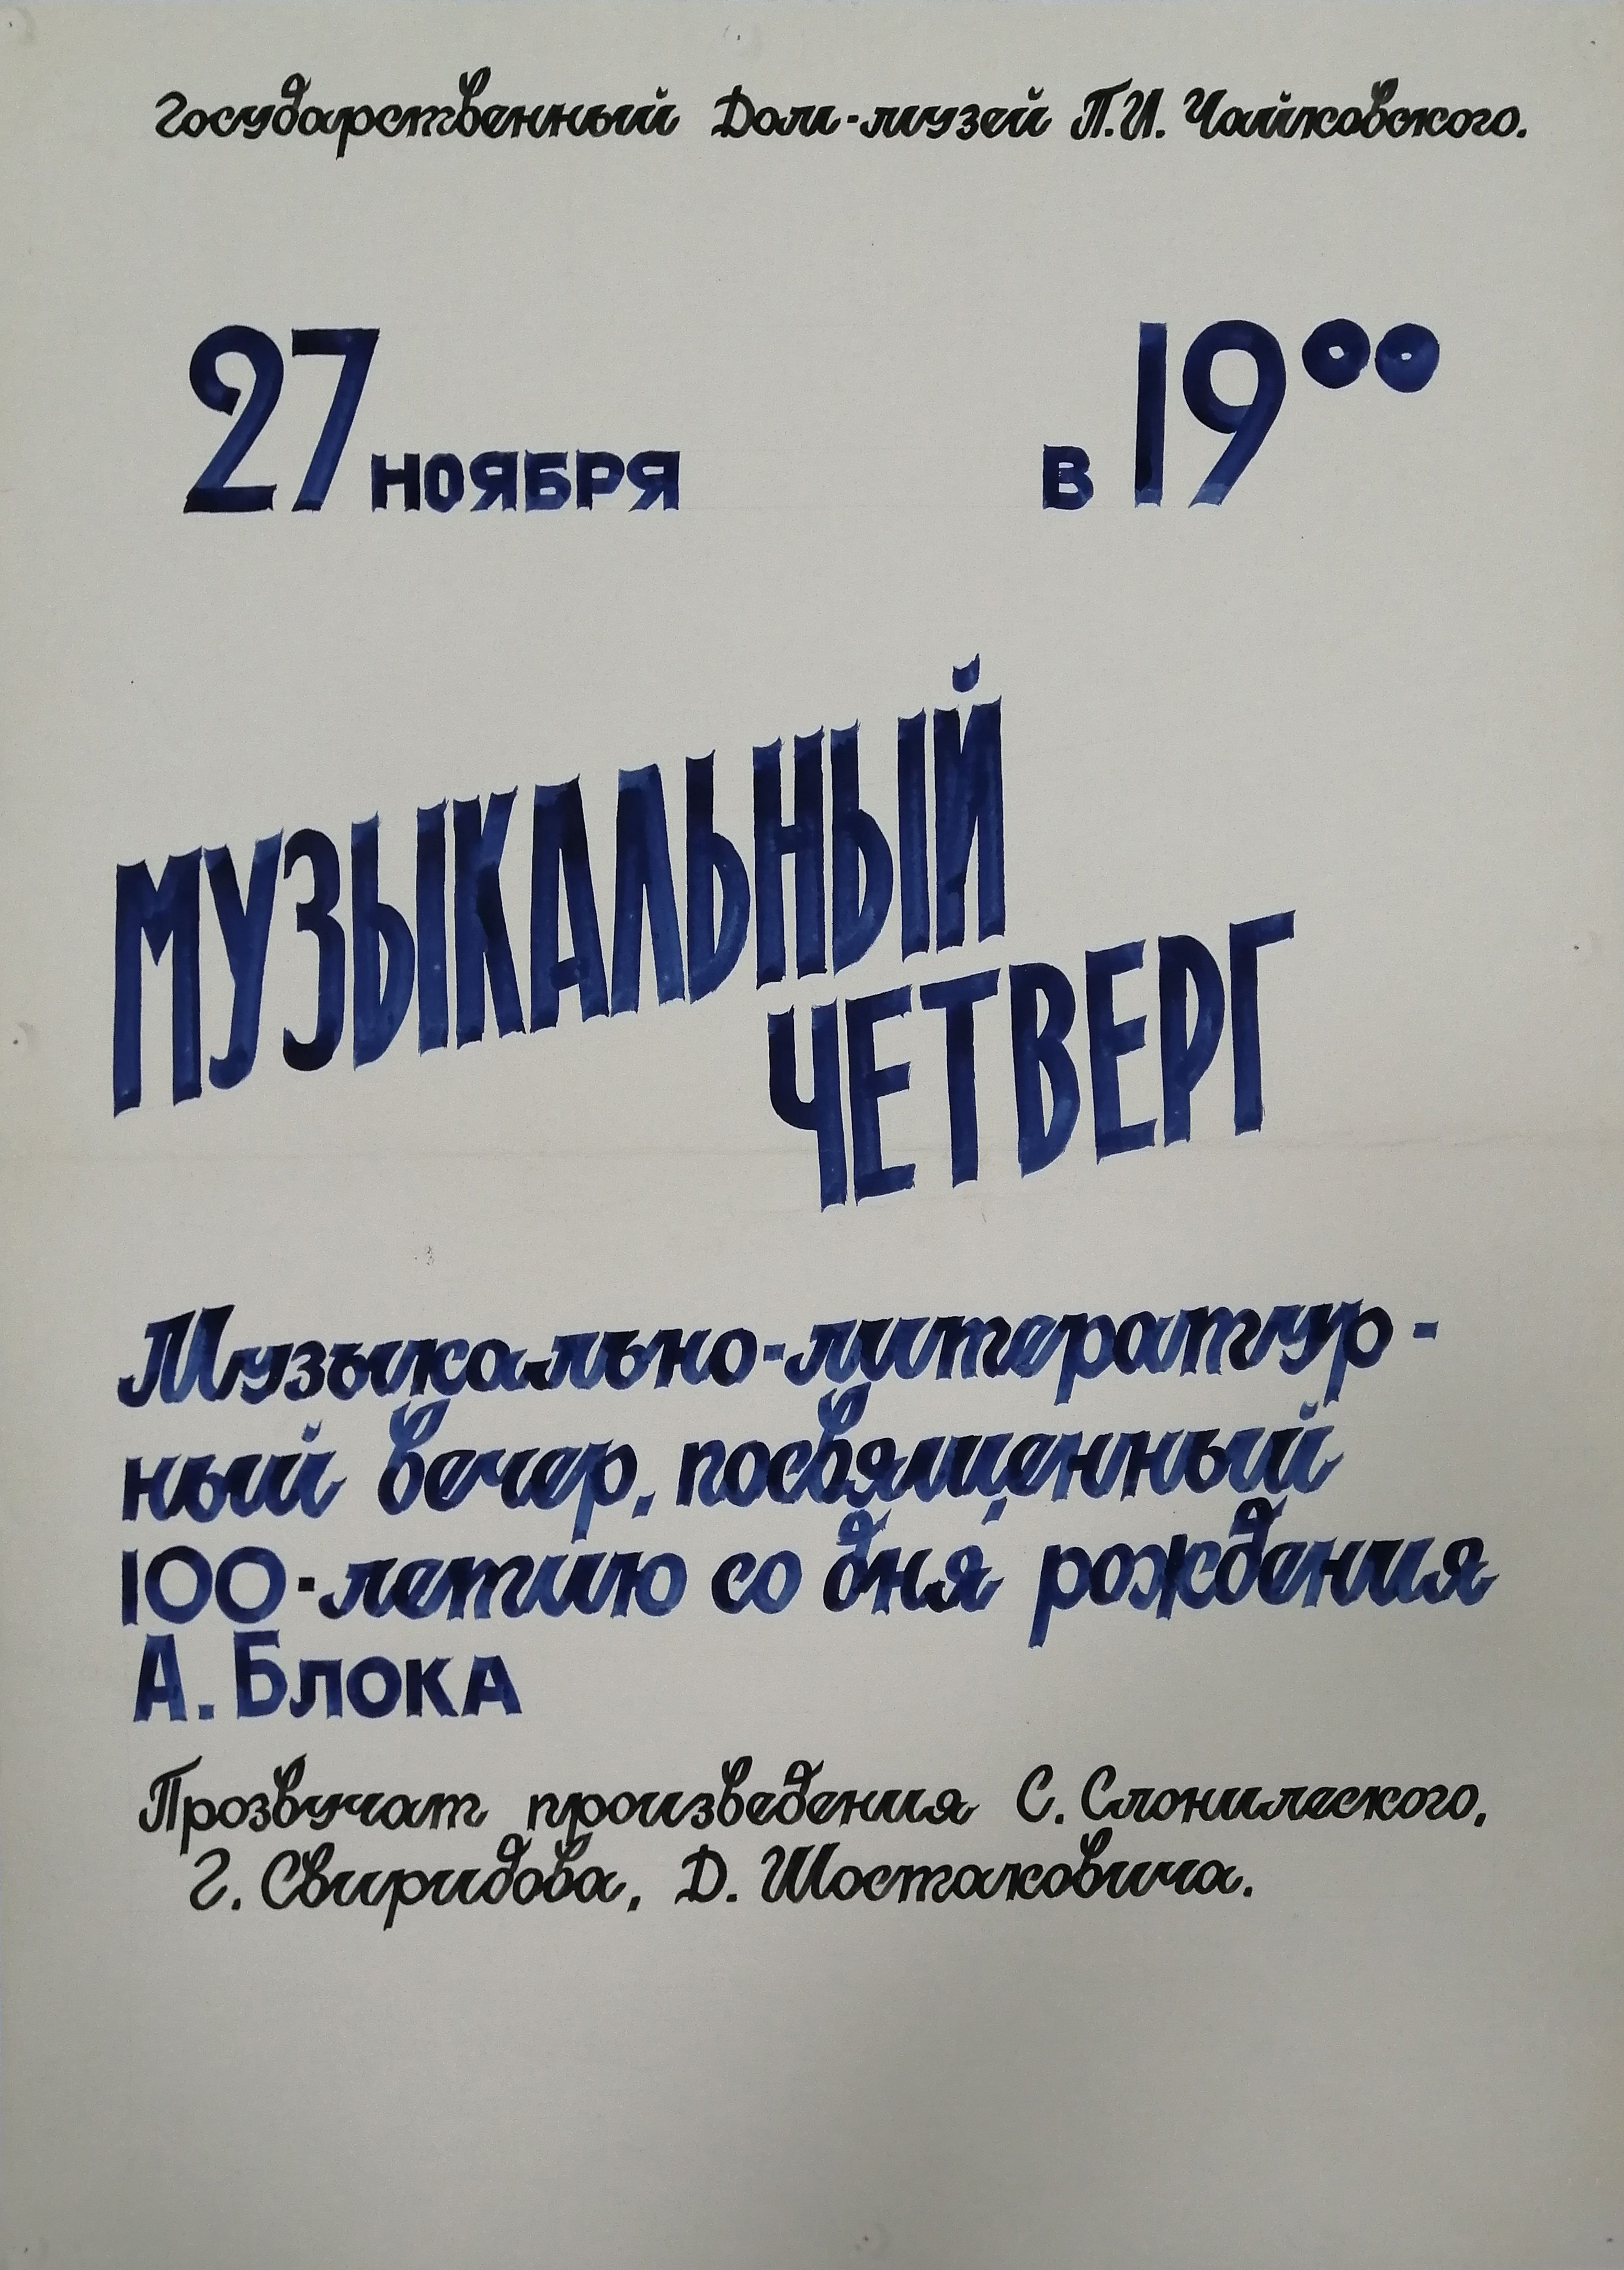 Государственный Дом-музей П.И. Чайковского.
27 ноября в 19⁰⁰
МУЗЫКАЛЬНЫЙ
ЧЕТВЕРГ
Музыкально-литератур-
ный вечер, посвященный
100-летию со дня рождения
А. Блока
Прозвучат произведения С. Слонимского,
Г. Свиридова, Д. Шостаковича.